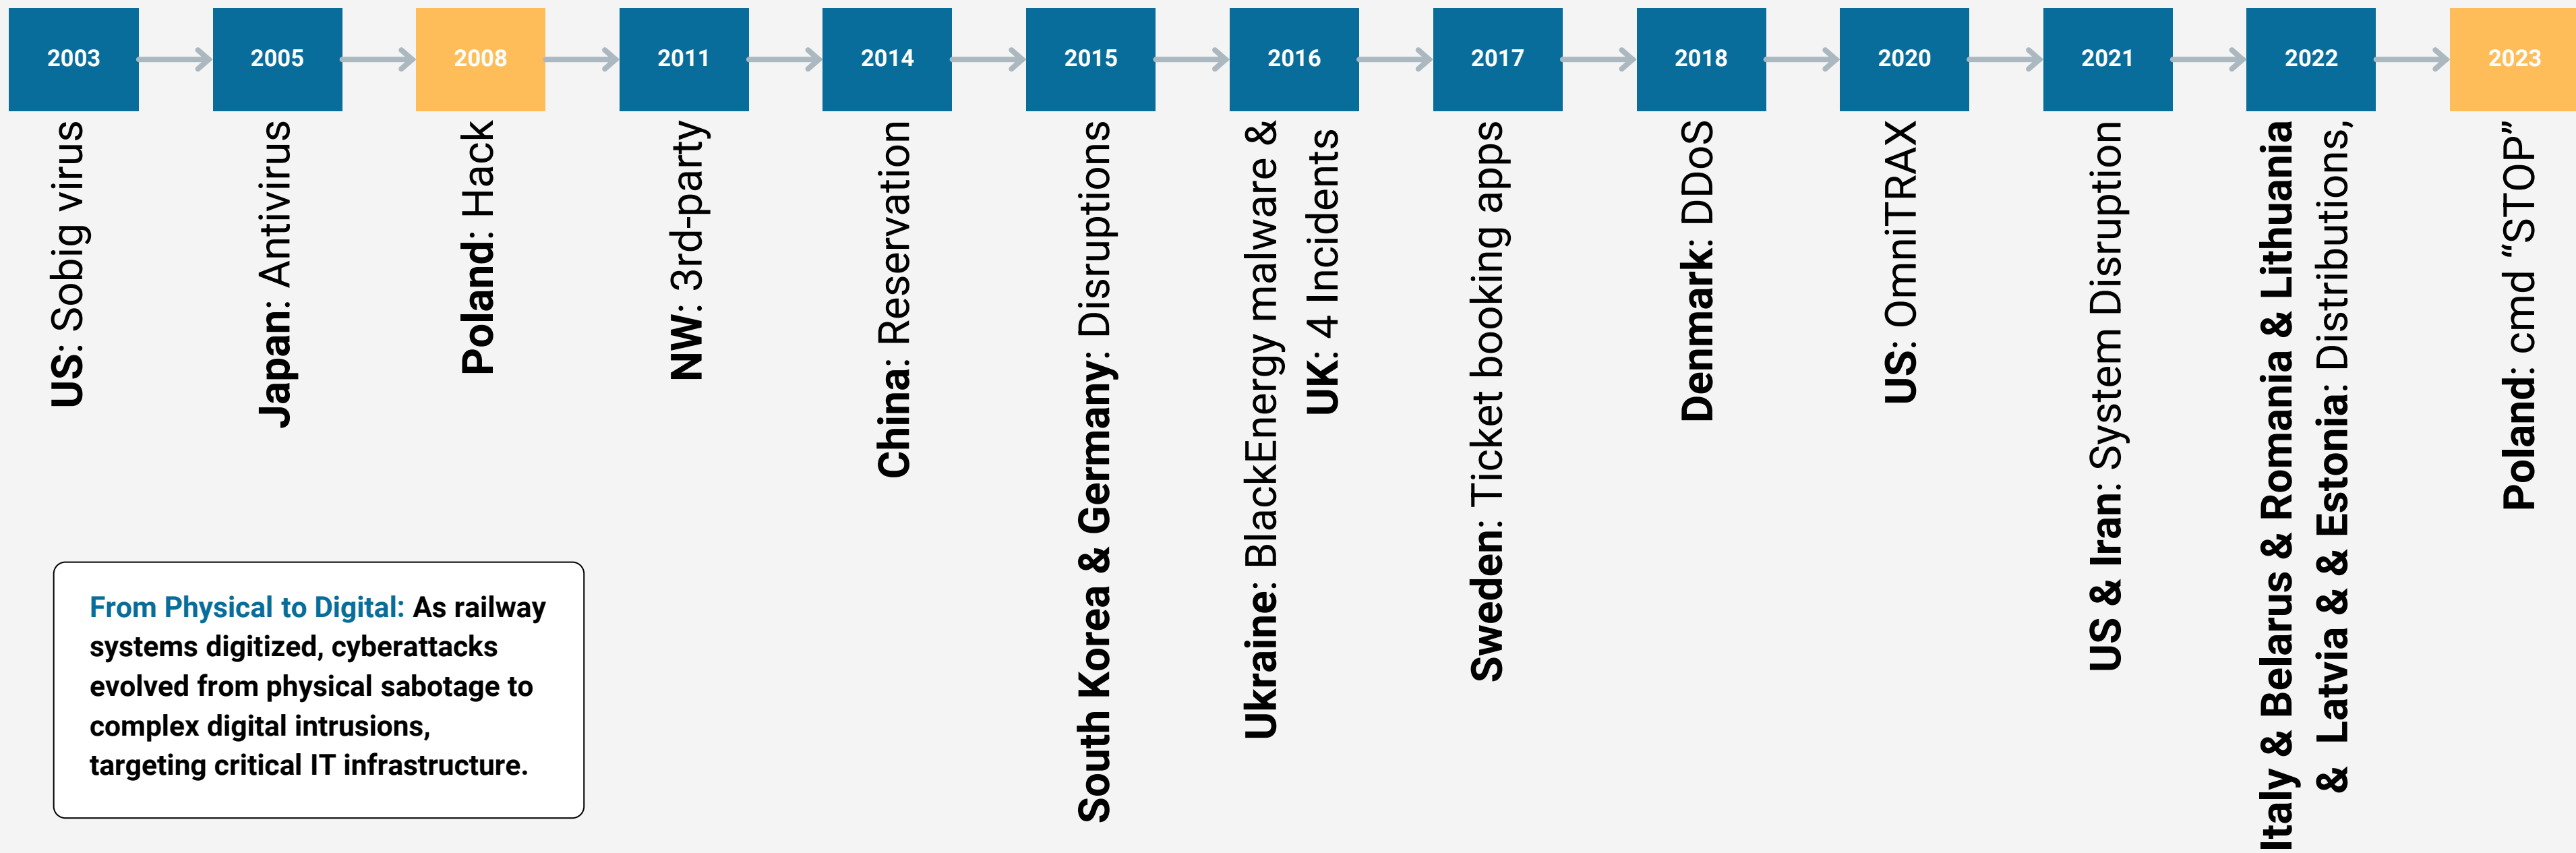 2003
2005
2008
2011
2014
2015
2016
2017
2018
2020
2021
2022
2023
US: Sobig virus
Japan: Antivirus
Poland: Hack
NW: 3rd-party
China: Reservation
South Korea & Germany: Disruptions
Ukraine: BlackEnergy malware &
UK: 4 Incidents
Sweden: Ticket booking apps
Denmark: DDoS
US: OmniTRAX
US & Iran: System Disruption
Italy & Belarus & Romania & Lithuania
& Latvia & & Estonia: Distributions,
Poland: cmd “STOP”
From Physical to Digital: As railway
systems digitized, cyberattacks
evolved from physical sabotage to
complex digital intrusions,
targeting critical IT infrastructure.